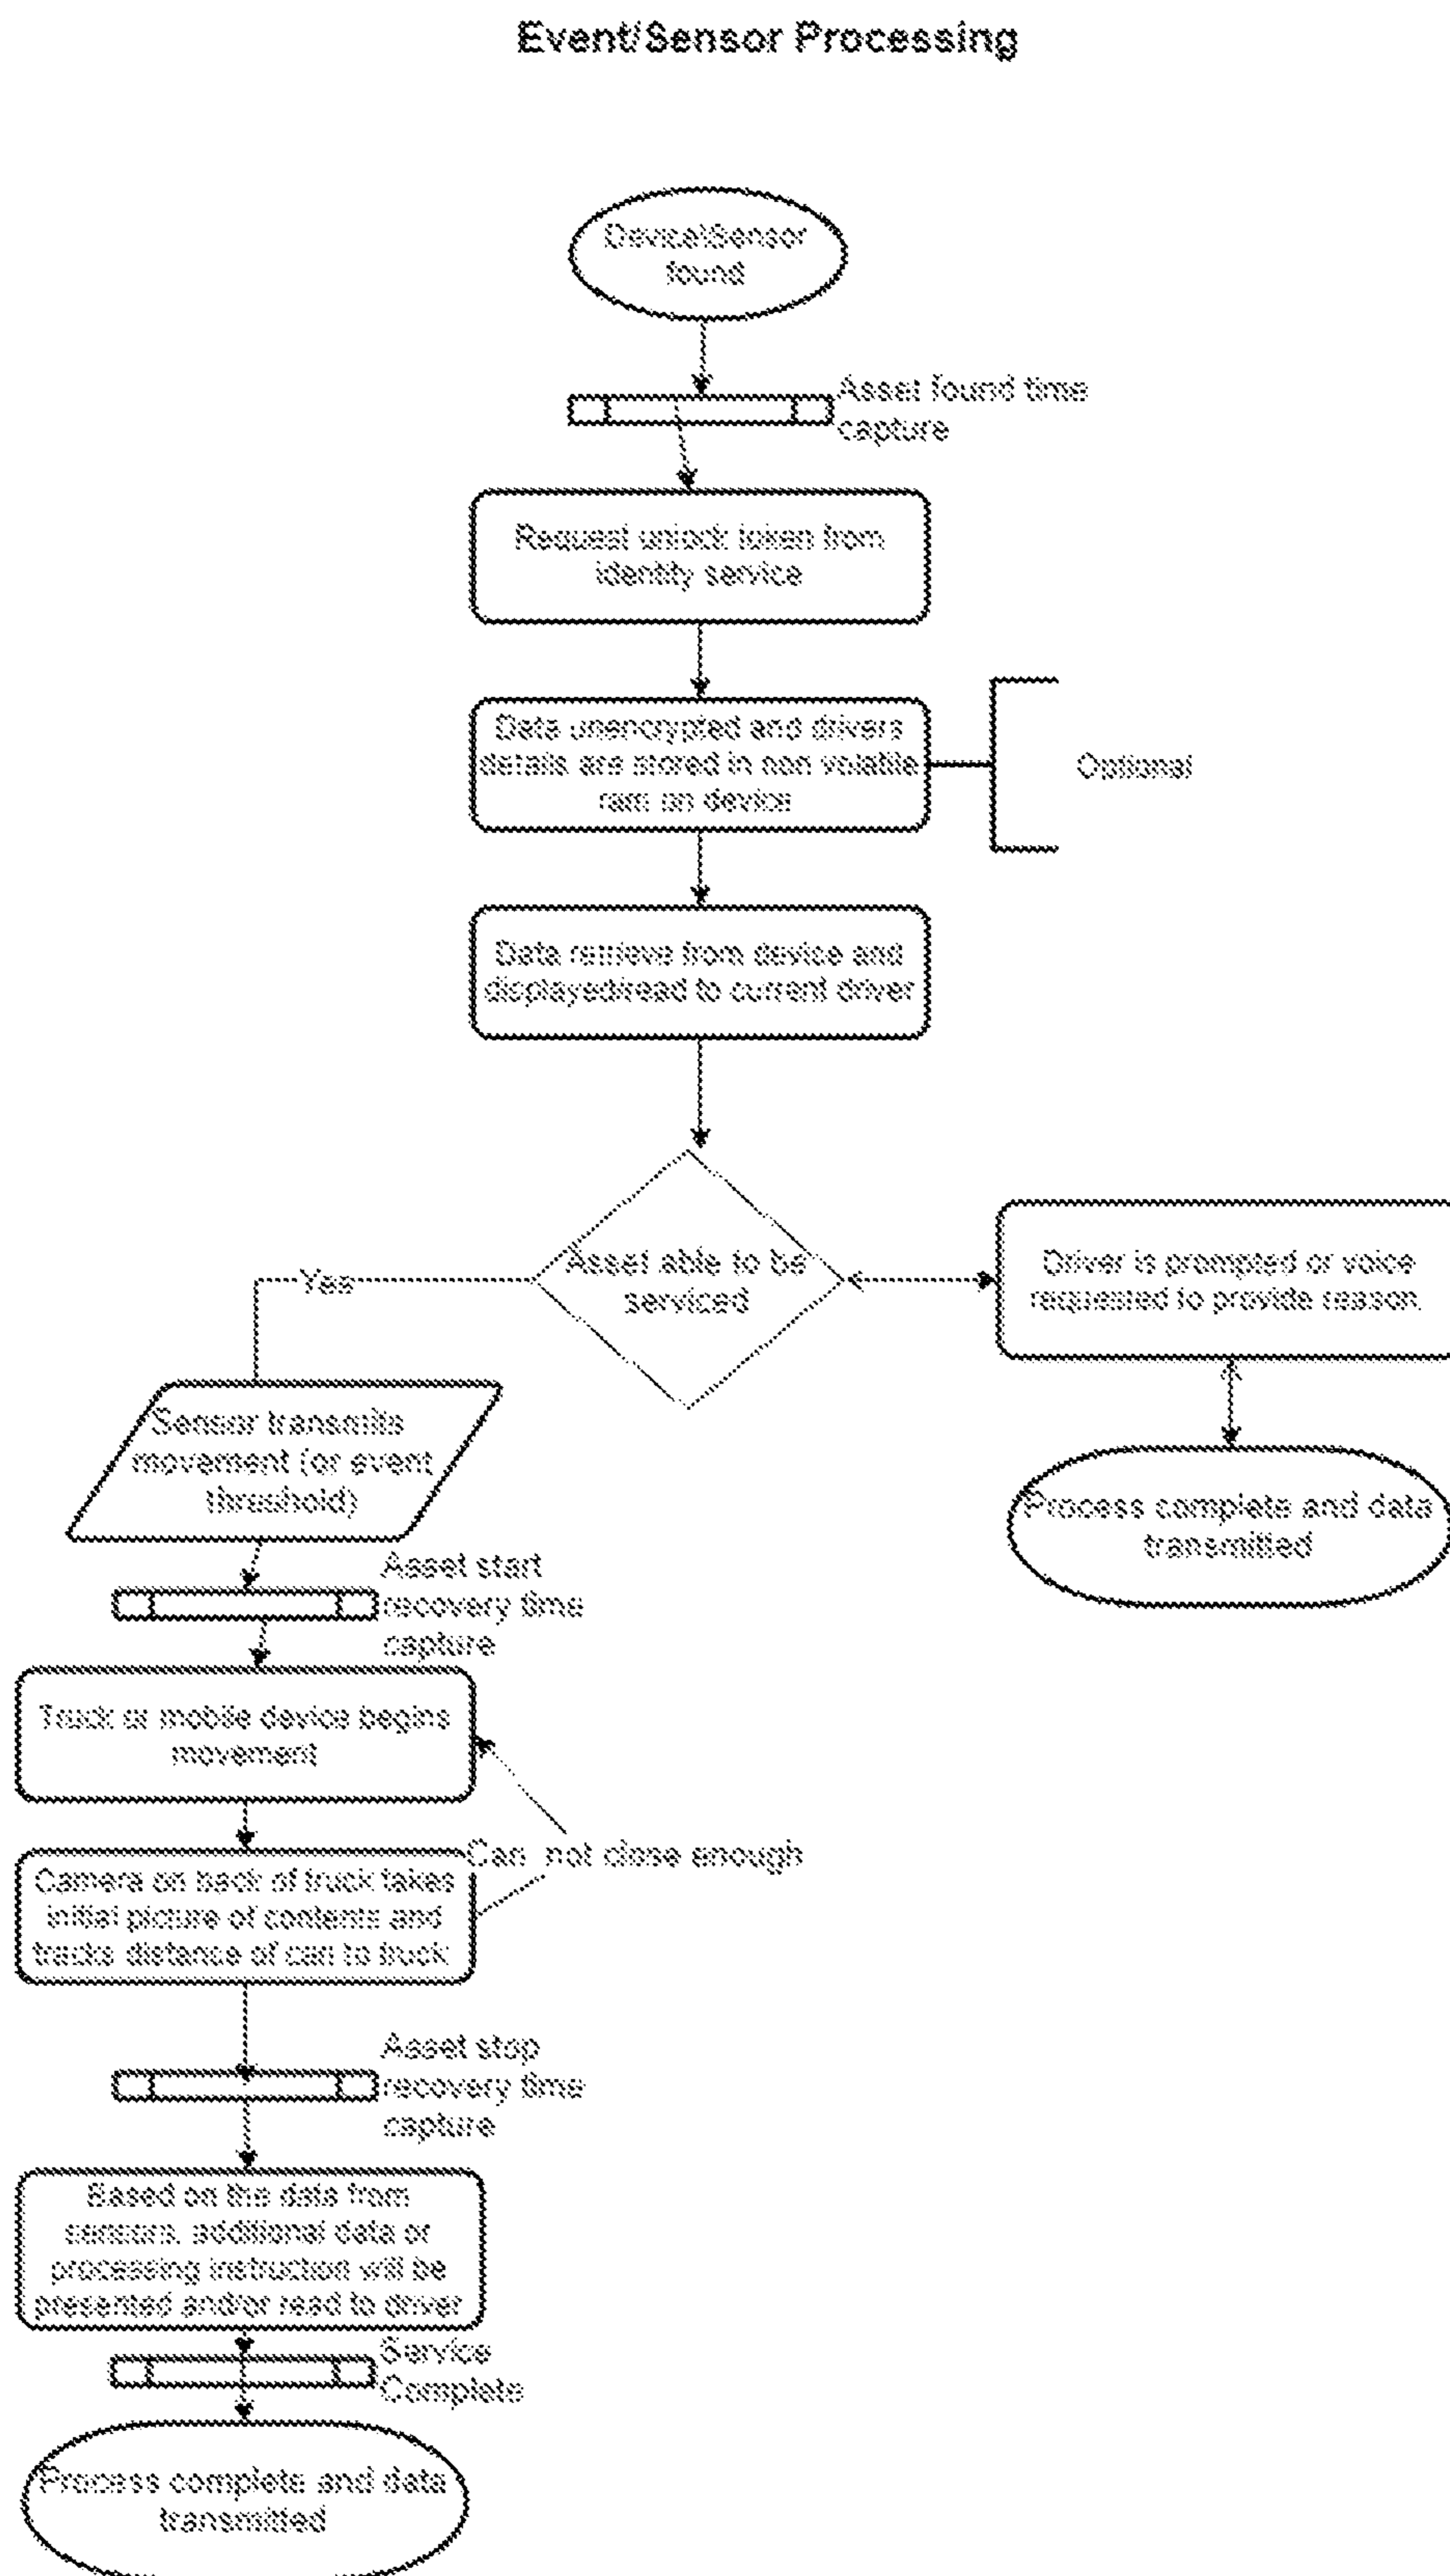 Event/Sensor Processing
Device\Sensor
found
Asset found time
capture
Request unlock token from
identity service
Data unencrypted and drivers
details are stored in non volatile
ram on device
Optional
Data retrieve from device and
displayed/read to current driver
Asset able to be
serviced
Yes
Driver is prompted or voice
requested to provide reason.
Process complete and data
transmitted
Sensor transmits
movement (or event
threshold)
Asset start
recovery time
capture
Truck or mobile device begins
movement
Can not close enough
Camera on back of truck takes
initial picture of contents and
tracks distance of can to truck.
Asset stop
recovery time
capture
Based on the data from
sensors, additional data or
processing instruction will be
presented and/or read to driver
Service
Complete
Process complete and data
transmitted